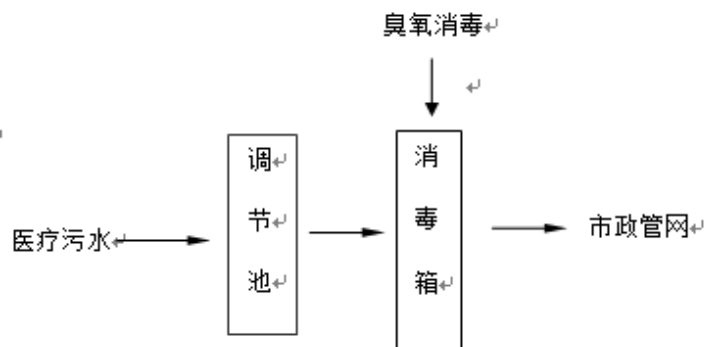 臭氧消毒
医疗污水
调节池
消毒箱
市政管网